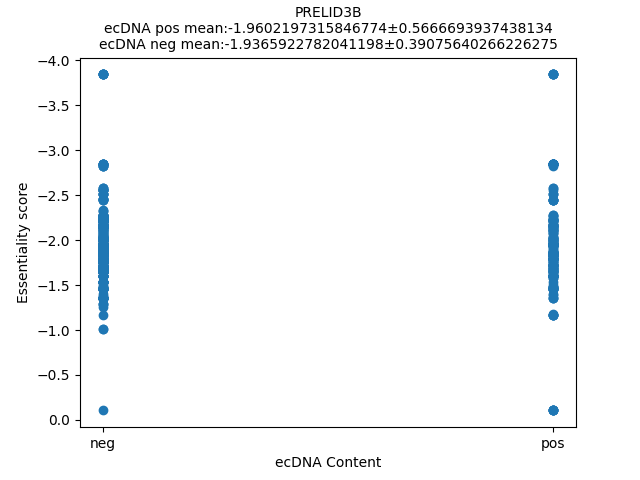 PRELID3B
ecDNA pos mean:-1.9602197315846774±0.5666693937438134
ecDNA neg mean:-1.9365922782041198±0.39075640266226275
−4.0
−3.5
−3.0
−2.5
−2.0
−1.5
−1.0
−0.5
0.0
Essentiality score
neg
pos
ecDNA Content